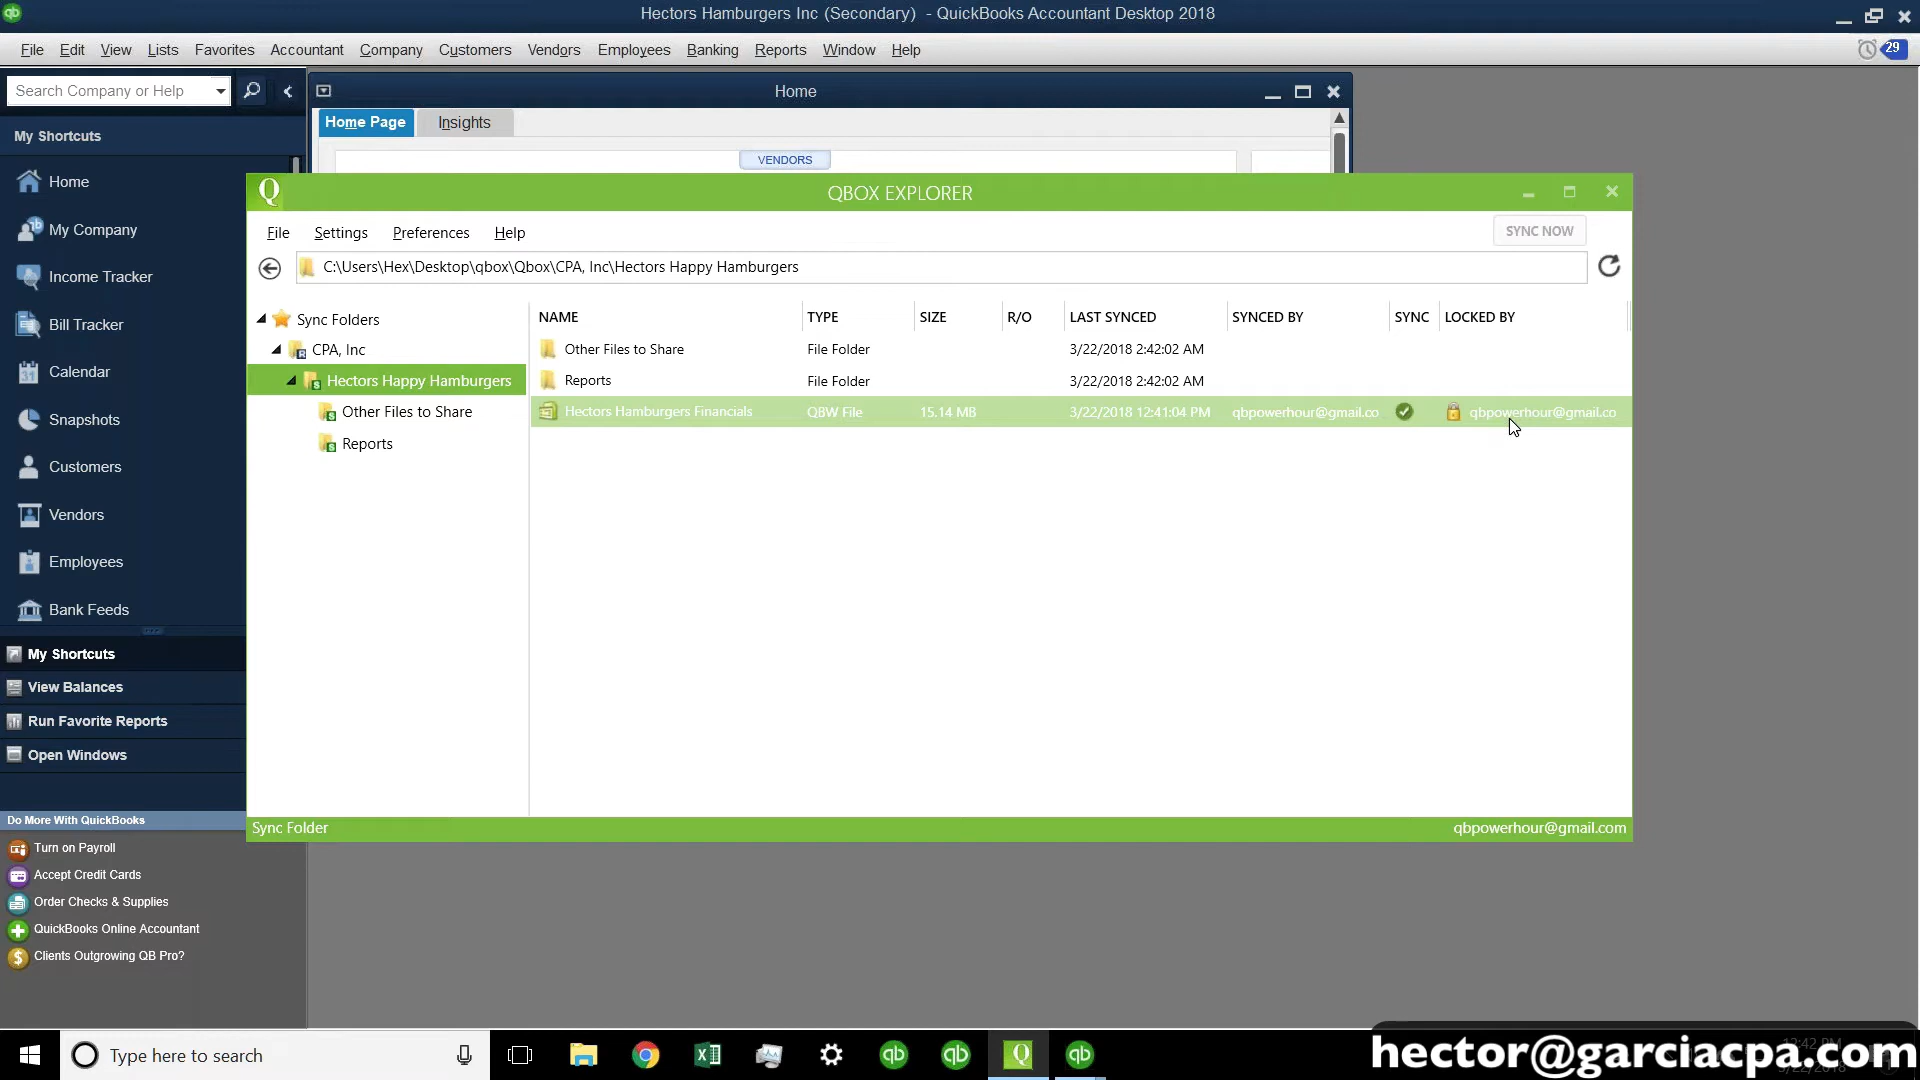 Hectors Hamburgers Inc (Secondary) - QuickBooks Accountant Desktop 2018
File Edit View Lists Favorites Accountant Company Customers Vendors Employees Banking Reports Window Help
29
Search Company or Help
Home
My Shortcuts
Home Page Insights
VENDORS
Home
My Company
Income Tracker
Bill Tracker
Calendar
Snapshots
Customers
Vendors
Employees
Bank Feeds
My Shortcuts
View Balances
Run Favorite Reports
Open Windows
Do More With QuickBooks
Turn on Payroll
Accept Credit Cards
Order Checks & Supplies
QuickBooks Online Accountant
Clients Outgrowing QB Pro?
Q QBOX EXPLORER
File Settings Preferences Help
SYNC NOW
C:\Users\Hex\Desktop\qbox\Qbox\CPA, Inc\Hectors Happy Hamburgers
Sync Folders
CPA, Inc
Hectors Happy Hamburgers
Other Files to Share
Reports
NAME TYPE SIZE R/O LAST SYNCED SYNCED BY SYNC LOCKED BY
Other Files to Share File Folder 3/22/2018 2:42:02 AM
Reports File Folder 3/22/2018 2:42:02 AM
Hectors Hamburgers Financials QBW File 15.14 MB 3/22/2018 12:41:04 PM qbpowerhour@gmail.co qbpowerhour@gmail.co
Sync Folder qbpowerhour@gmail.com
Type here to search
hector@garciacpa.com